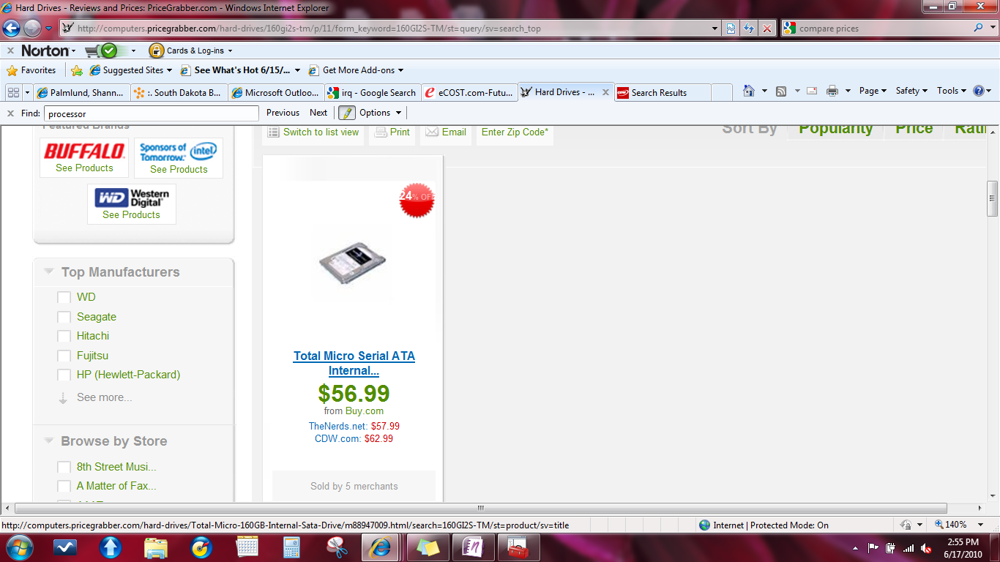 Hard Drives - Reviews and Prices: PriceGrabber.com - Windows Internet Explorer
http://computers.pricegrabber.com/hard-drives/160gi2s-tm/p/11/form_keyword=160GI2S-TM/st=query/sv=search_top
compare prices
x Norton
Cards & Log-ins
Favorites
Suggested Sites
See What's Hot 6/15/...
Get More Add-ons
Palmlund, Shann...
:. South Dakota B...
Microsoft Outloo...
irq - Google Search
eCOST.com-Futu...
Hard Drives - ...
x
Search Results
Page
Safety
Tools
x Find: processor
Previous
Next
Options
Featured Brands
BUFFALO
See Products
Sponsors of
Tomorrow.™
intel
See Products
WD Western
Digital
See Products
Top Manufacturers
WD
Seagate
Hitachi
Fujitsu
HP (Hewlett-Packard)
See more...
Browse by Store
8th Street Musi...
A Matter of Fax...
Switch to list view
Print
Email
Enter Zip Code*
Sort By
Popularity
Price
Rati
24% OFF
Total Micro Serial ATA
Internal...
$56.99
from Buy.com
TheNerds.net: $57.99
CDW.com: $62.99
Sold by 5 merchants
http://computers.pricegrabber.com/hard-drives/Total-Micro-160GB-Internal-Sata-Drive/m88947009.html/search=160GI2S-TM/st=product/sv=title
Internet | Protected Mode: On
140%
2:55 PM
6/17/2010